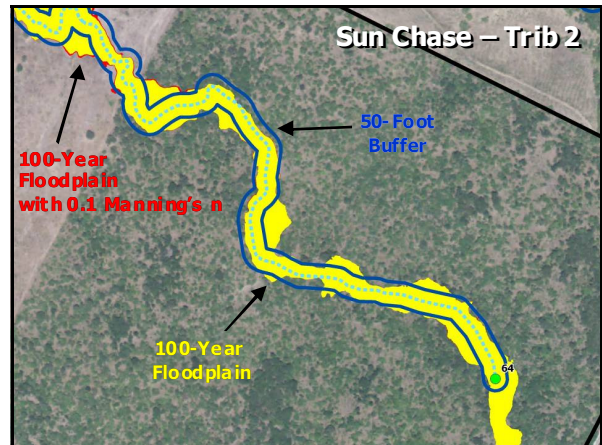 Sun Chase – Trib 2
50-Foot
Buffer
100-Year
Floodplain
with 0.1 Manning's n
100-Year
Floodplain
64